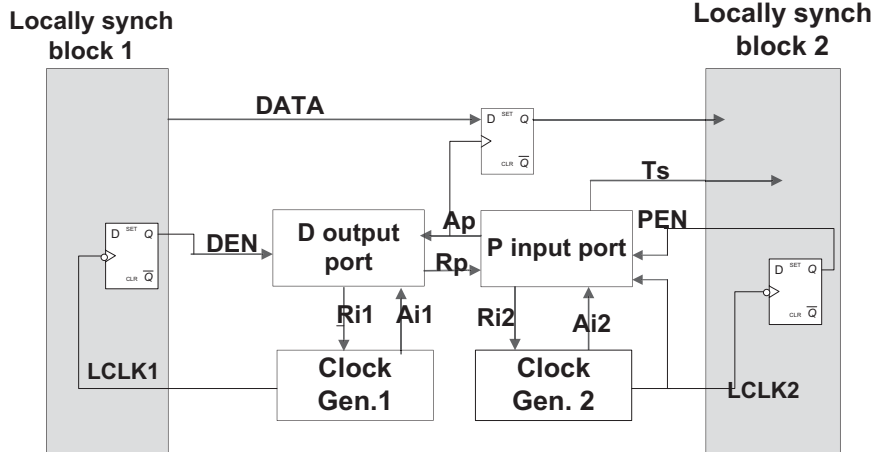 Locally synch
block 1
Locally synch
block 2
DATA
D SET Q
CLR Q
Ts
D SET Q
CLR Q
DEN
D output
port
Ap
Rp
P input port
PEN
D SET Q
CLR Q
Ri1
Ai1
Ri2
Ai2
LCLK1
Clock
Gen.1
Clock
Gen. 2
LCLK2